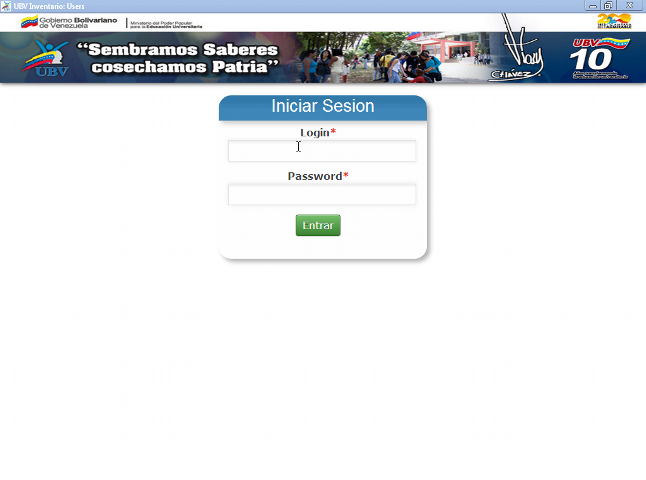 UBV Inventario: Users
Gobierno Bolivariano
de Venezuela
Ministerio del Poder Popular
para la Educación Universitaria
UBV
“Sembramos Saberes
cosechamos Patria”
Hoy
Chávez
UBV
10
Iniciar Sesion
Login*
Password*
Entrar